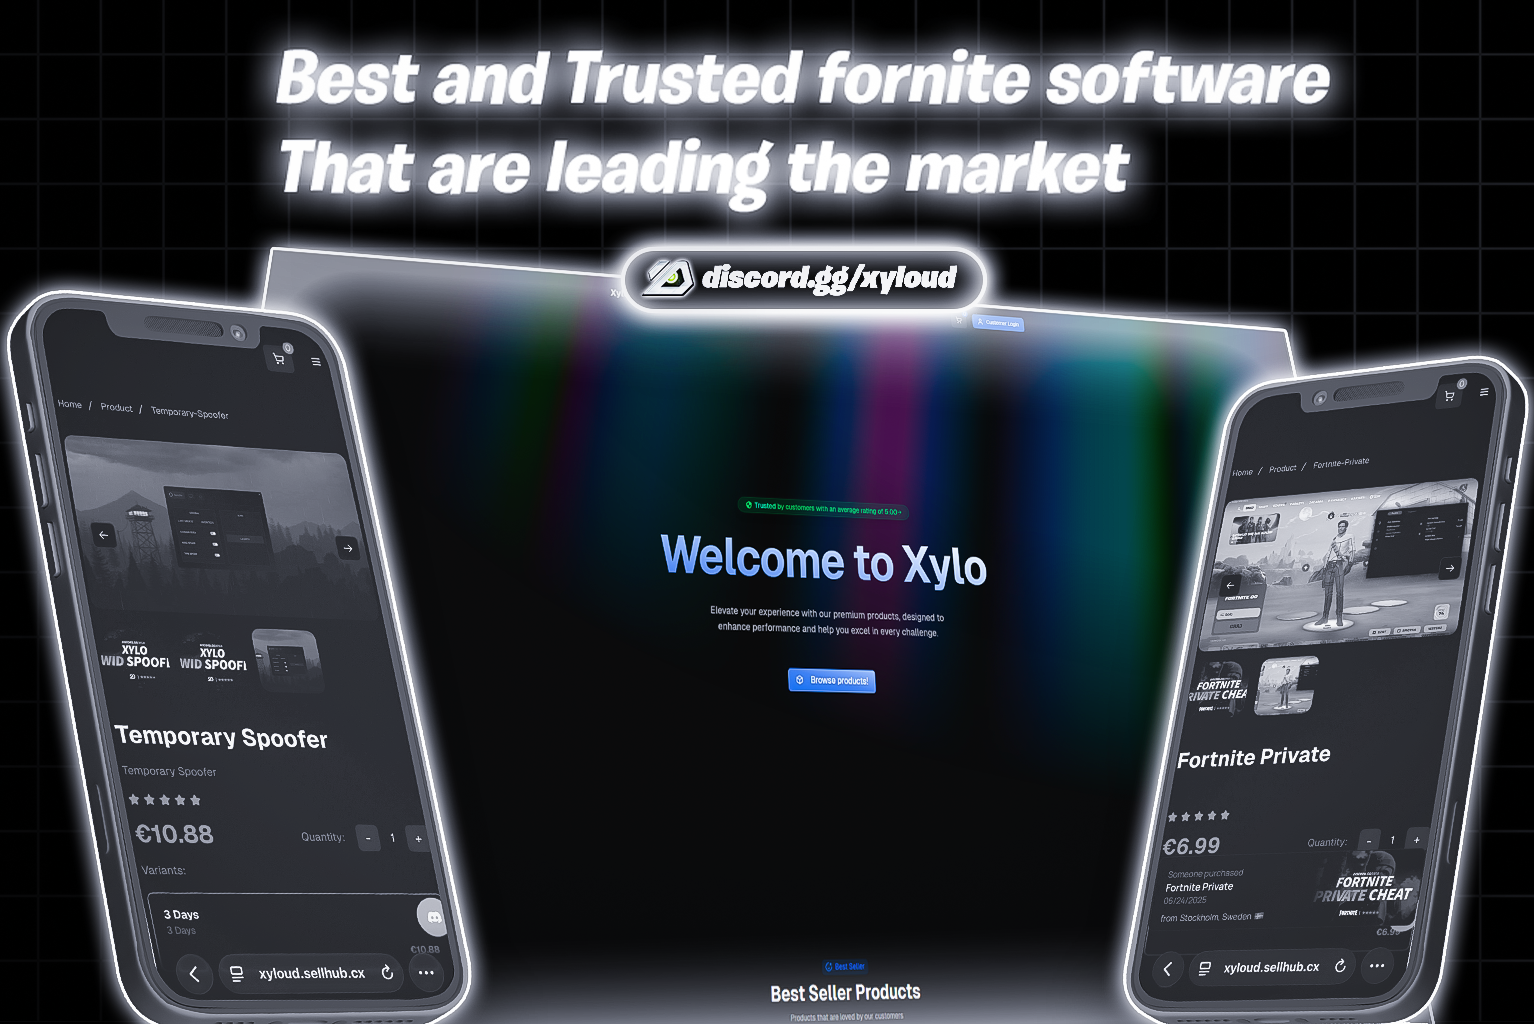 Best and Trusted fornite software
That are leading the market
discord.gg/xyloud
Customer Login
Trusted by customers with an average rating of 5.00
Welcome to Xylo
Elevate your experience with our premium products, designed to
enhance performance and help you excel in every challenge.
Browse products!
Best Seller
Best Seller Products
Products that are loved by our customers
0
Home / Product / Temporary-Spoofer
XYLO
WID SPOOFI
XYLO
WID SPOOFI
Temporary Spoofer
Temporary Spoofer
€10.88
Quantity: - 1 +
Variants:
3 Days
3 Days
€10.88
xyloud.sellhub.cx
0
Home / Product / Fortnite-Private
FORTNITE
PRIVATE CHEA
Fortnite Private
€6.99
Quantity: - 1 +
Someone purchased
Fortnite Private
06/24/2025
from Stockholm, Sweden
FORTNITE
PRIVATE CHEAT
€6.99
xyloud.sellhub.cx